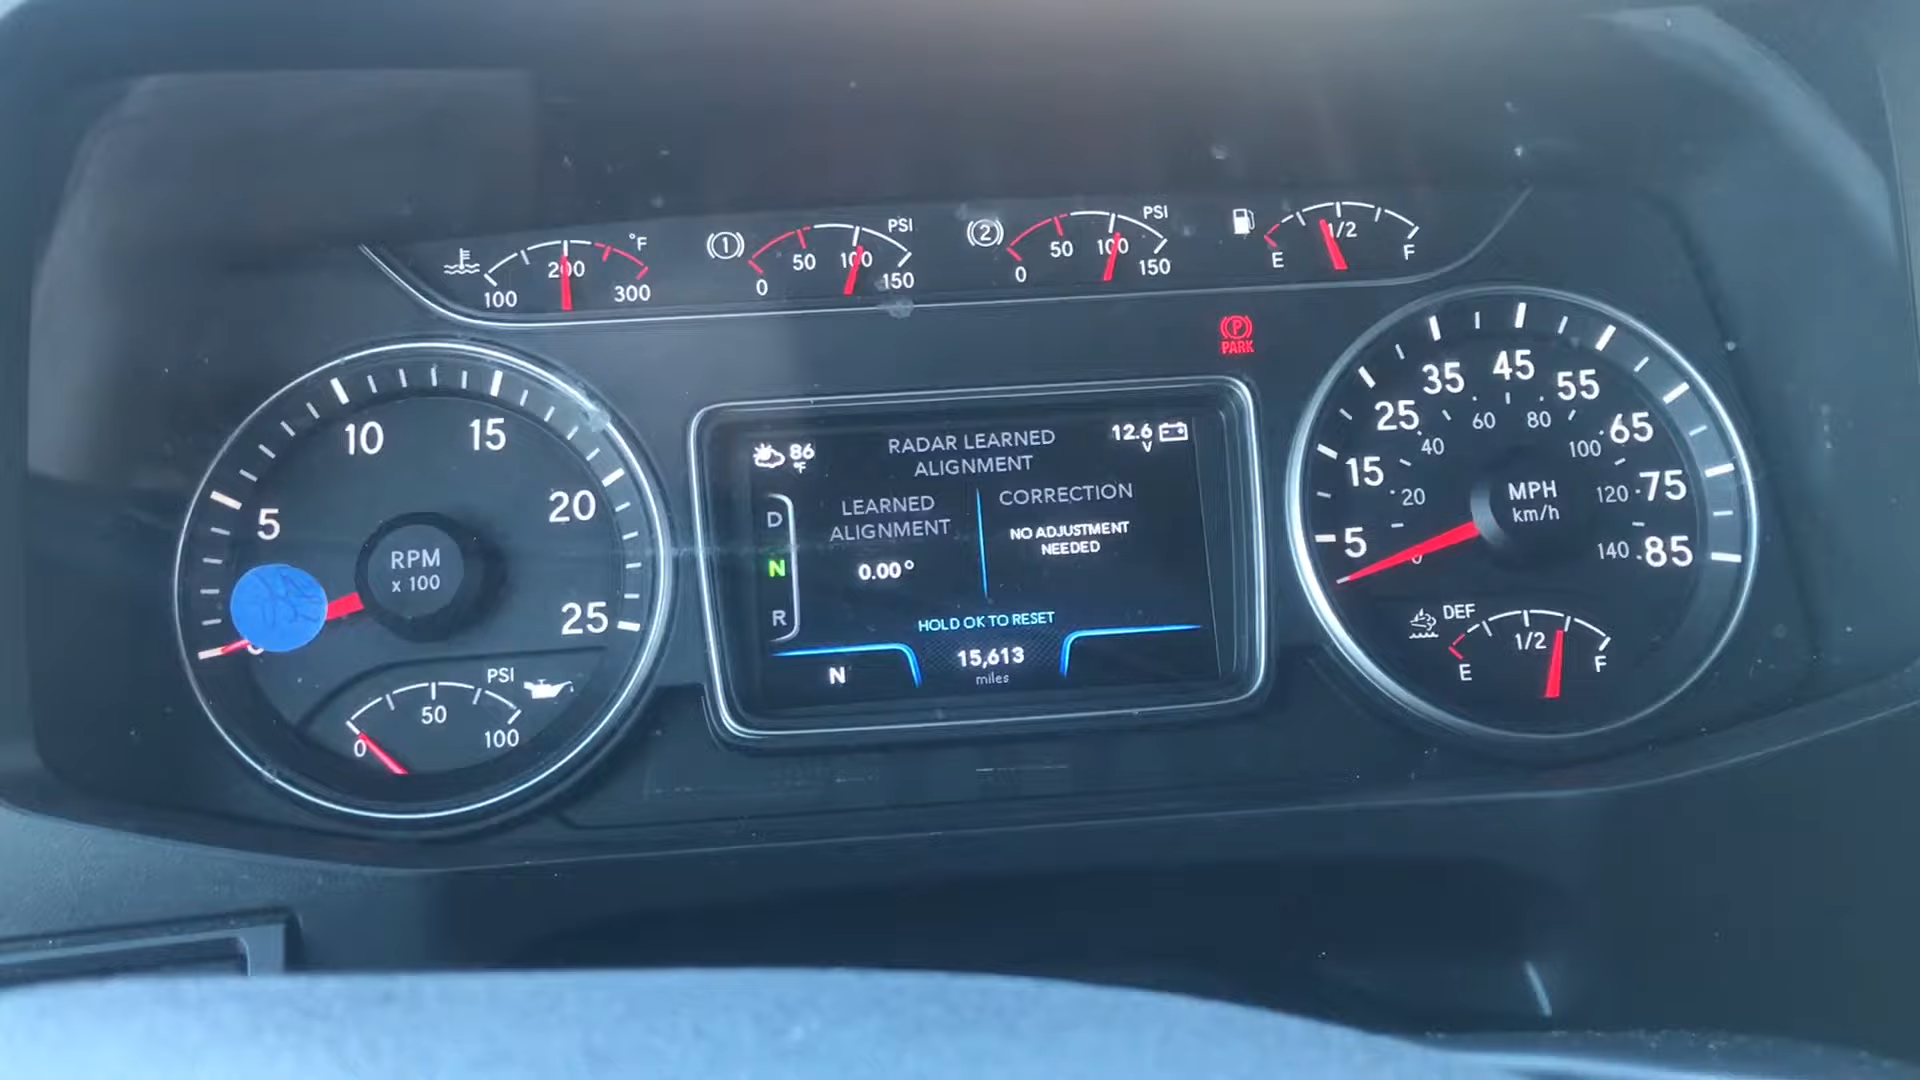 °F
200
100
300
1
PSI
50
100
0
150
2
PSI
50
100
0
150
1/2
E
F
P
PARK
5
10
15
20
25
RPM
x 100
PSI
0
50
100
86
°F
RADAR LEARNED
ALIGNMENT
12.6
V
LEARNED
ALIGNMENT
0.00°
CORRECTION
NO ADJUSTMENT
NEEDED
D
N
R
HOLD OK TO RESET
N
15,613
miles
5
15
25
35
45
55
65
75
85
0
20
40
60
80
100
120
140
MPH
km/h
DEF
E
1/2
F